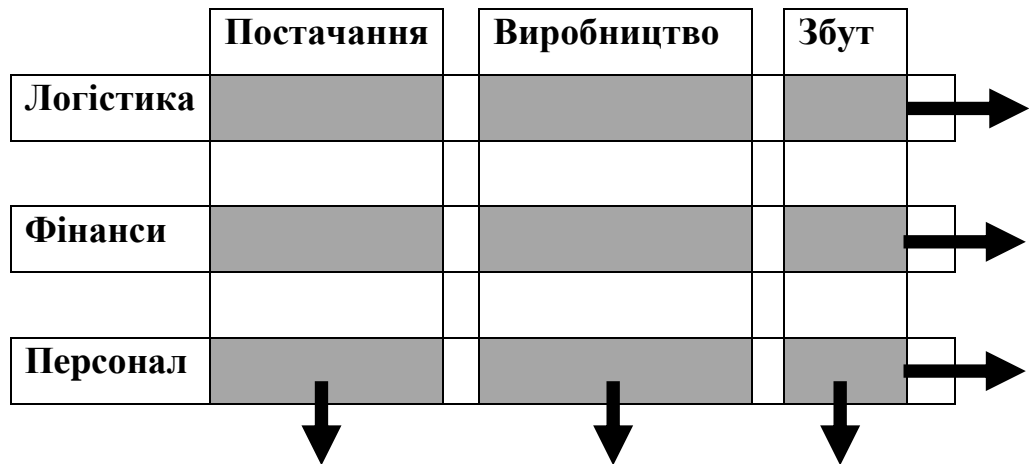 Постачання Виробництво Збут
Логістика
Фінанси
Персонал